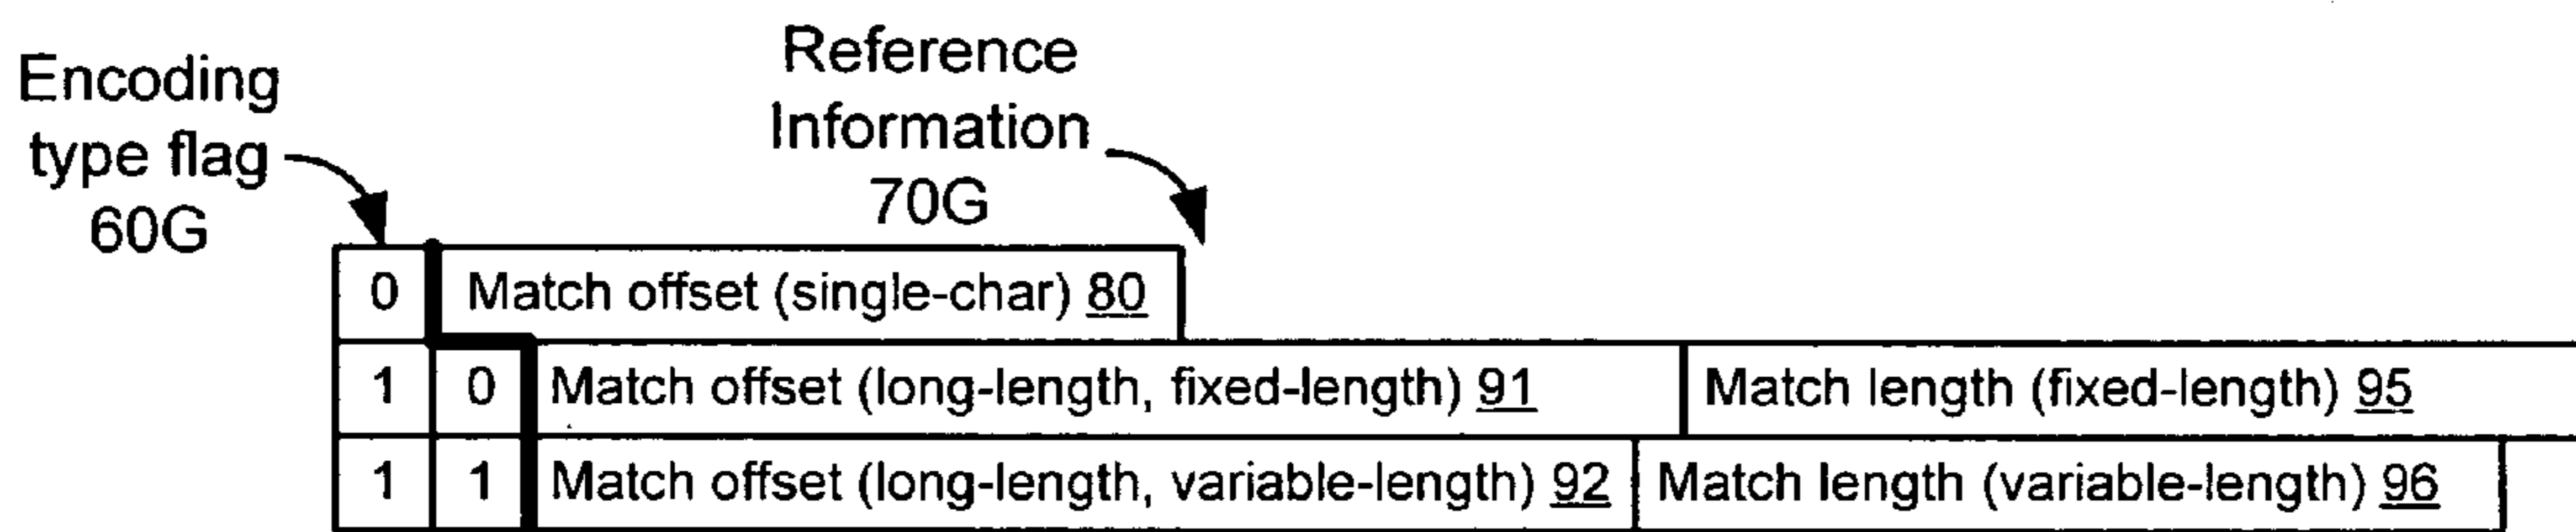 Encoding
type flag
60G
Reference
Information
70G
0 Match offset (single-char) 80
1 0 Match offset (long-length, fixed-length) 91 Match length (fixed-length) 95
1 1 Match offset (long-length, variable-length) 92 Match length (variable-length) 96